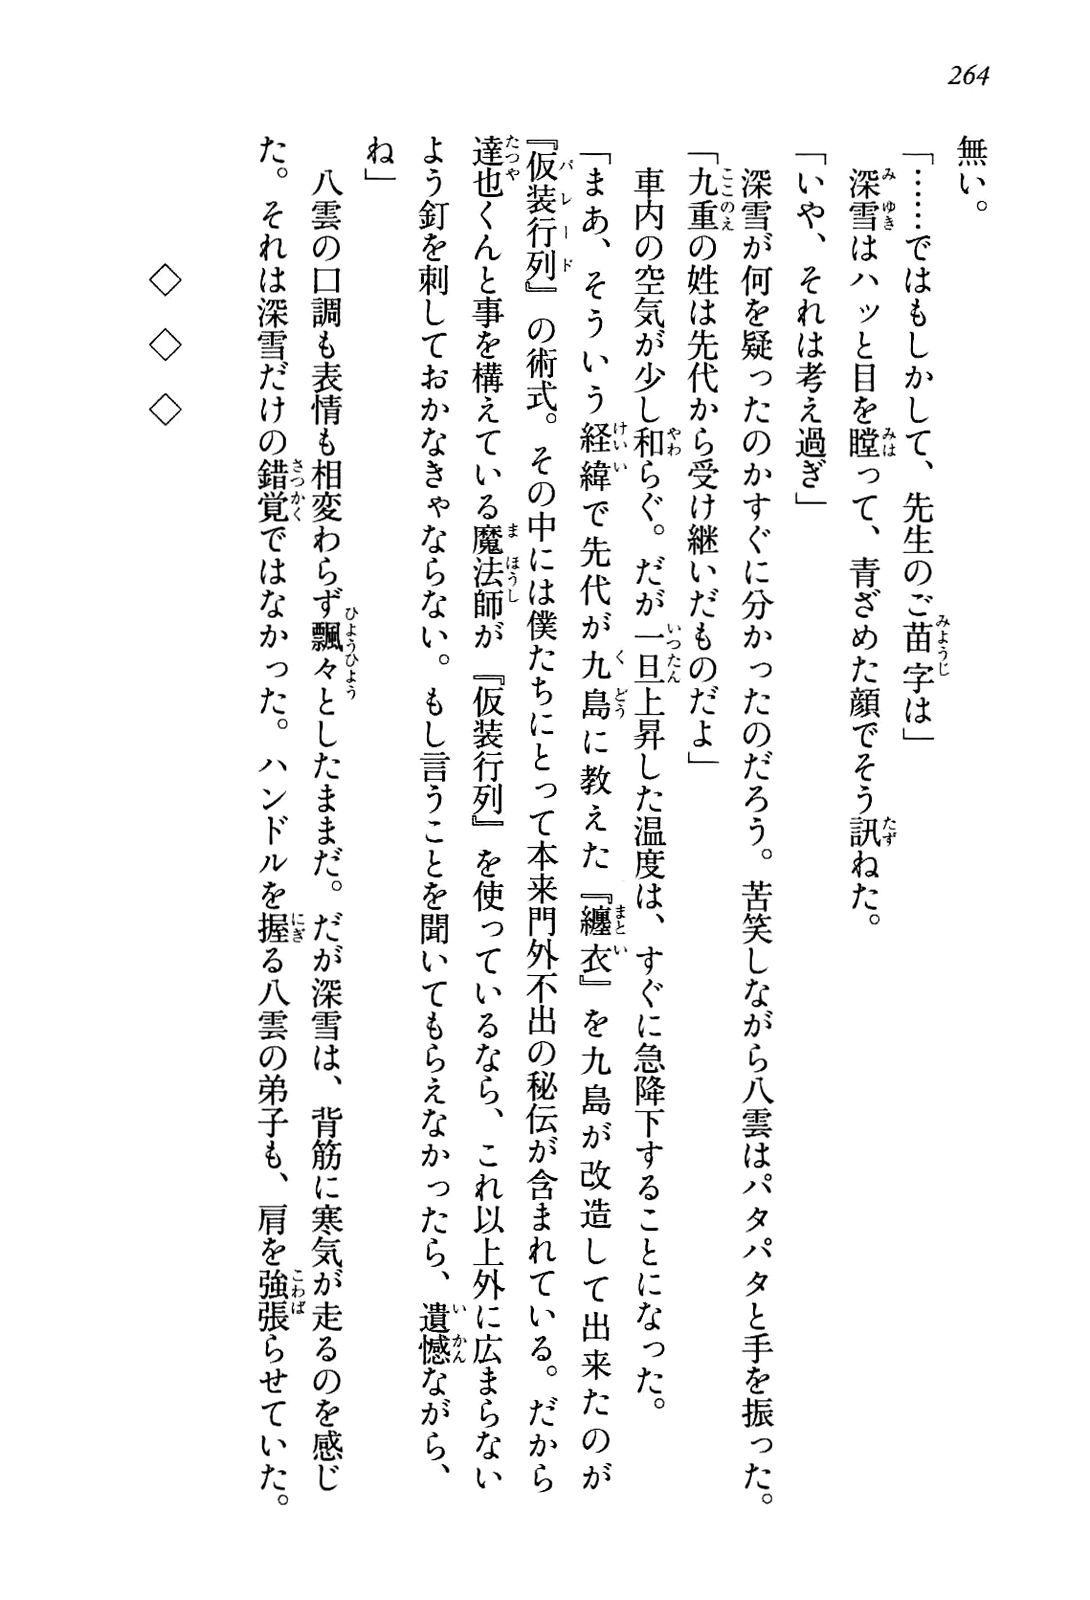 264
無い。
「……ではもしかして、先生のご苗字は」
深雪はハッと目を瞠って、青ざめた顔でそう訊ねた。
「いや、それは考え過ぎ」
深雪が何を疑ったのかすぐに分かったのだろう。苦笑しながら八雲はパタパタと手を振った。
「九重の姓は先代から受け継いだものだよ」
車内の空気が少し和らぐ。だが一旦上昇した温度は、すぐに急降下することになった。
「まあ、そういう経緯で先代が九島に教えた『纏衣』を九島が改造して出来たのが
『仮装行列』の術式。その中には僕たちにとって本来門外不出の秘伝が含まれている。だから
達也くんと事を構えている魔法師が『仮装行列』を使っているなら、これ以上外に広まらない
よう釘を刺しておかなきゃならない。もし言うことを聞いてもらえなかったら、遺憾ながら、
ね」
八雲の口調も表情も相変わらず飄々としたままだ。だが深雪は、背筋に寒気が走るのを感じ
た。それは深雪だけの錯覚ではなかった。ハンドルを握る八雲の弟子も、肩を強張らせていた。
◇ ◇ ◇